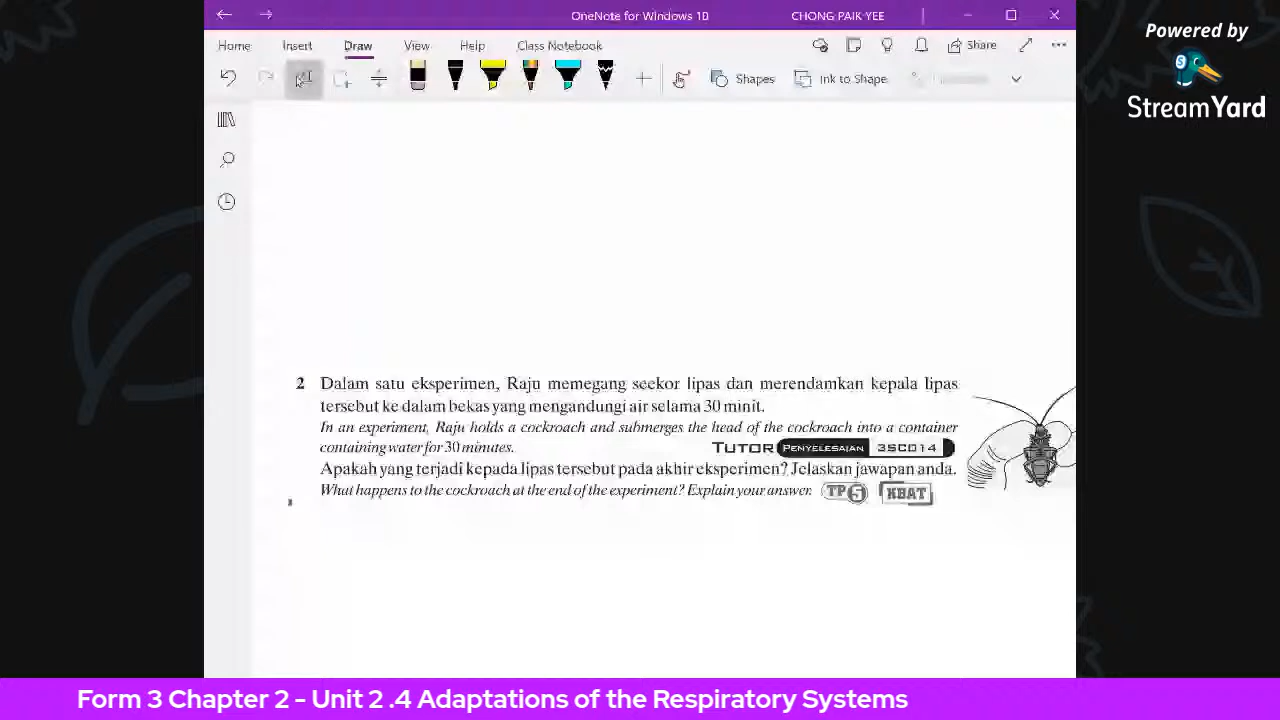 OneNote for Windows 10
CHONG PAIK YEE
Powered by
StreamYard
Home Insert Draw View Help Class Notebook Share
Shapes Ink to Shape
2 Dalam satu eksperimen, Raju memegang seekor lipas dan merendamkan kepala lipas
tersebut ke dalam bekas yang mengandungi air selama 30 minit.
In an experiment, Raju holds a cockroach and submerges the head of the cockroach into a container
containing water for 30 minutes. TUTOR PENYELESAIAN 3SC014
Apakah yang terjadi kepada lipas tersebut pada akhir eksperimen? Jelaskan jawapan anda.
What happens to the cockroach at the end of the experiment? Explain your answer. TP 5 KBAT
Form 3 Chapter 2 - Unit 2 .4 Adaptations of the Respiratory Systems